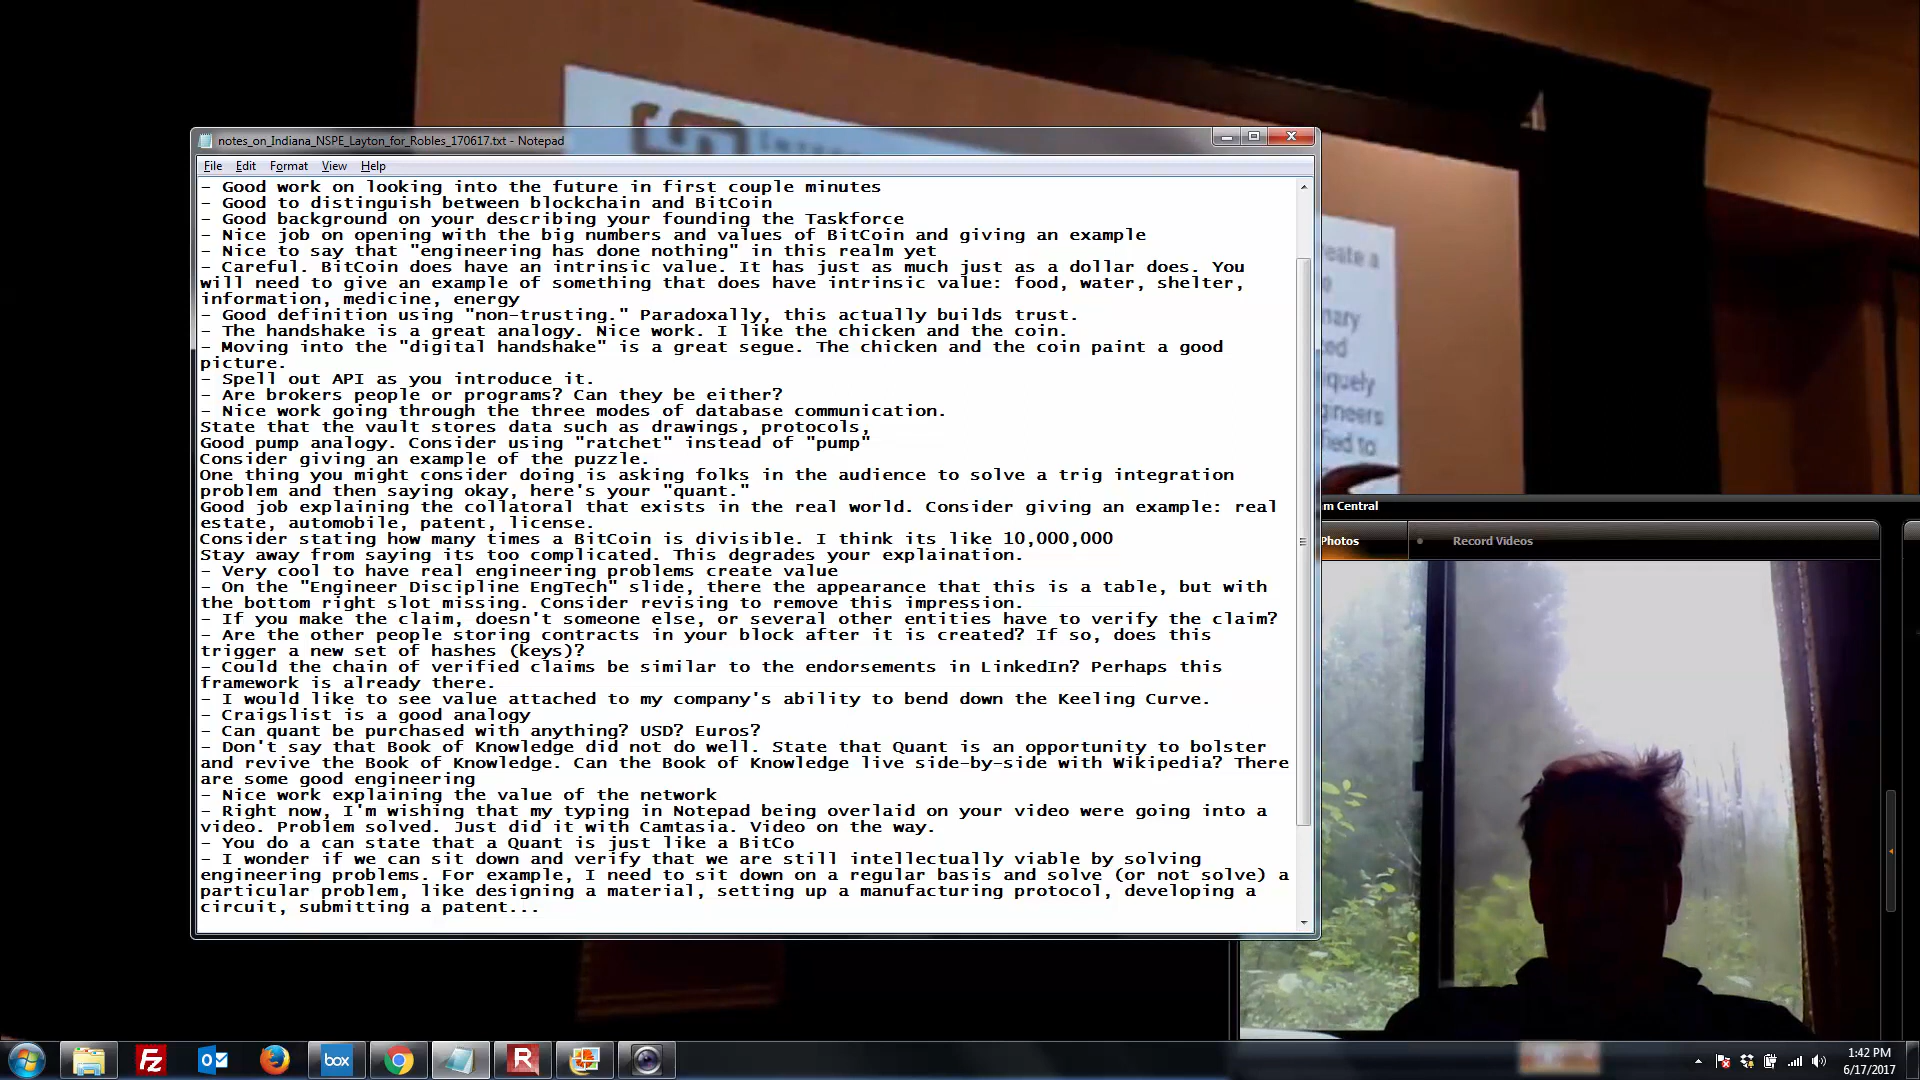 notes_on_Indiana_NSPE_Layton_for_Robles_170617.txt - Notepad
File Edit Format View Help
- Good work on looking into the future in first couple minutes
- Good to distinguish between blockchain and BitCoin
- Good background on your describing your founding the Taskforce
- Nice job on opening with the big numbers and values of BitCoin and giving an example
- Nice to say that "engineering has done nothing" in this realm yet
- Careful. BitCoin does have an intrinsic value. It has just as much just as a dollar does. You
will need to give an example of something that does have intrinsic value: food, water, shelter,
information, medicine, energy
- Good definition using "non-trusting." Paradoxally, this actually builds trust.
- The handshake is a great analogy. Nice work. I like the chicken and the coin.
- Moving into the "digital handshake" is a great segue. The chicken and the coin paint a good
picture.
- Spell out API as you introduce it.
- Are brokers people or programs? Can they be either?
- Nice work going through the three modes of database communication.
State that the vault stores data such as drawings, protocols,
Good pump analogy. Consider using "ratchet" instead of "pump"
Consider giving an example of the puzzle.
One thing you might consider doing is asking folks in the audience to solve a trig integration
problem and then saying okay, here's your "quant."
Good job explaining the collatoral that exists in the real world. Consider giving an example: real
estate, automobile, patent, license.
Consider stating how many times a BitCoin is divisible. I think its like 10,000,000
Stay away from saying its too complicated. This degrades your explaination.
- Very cool to have real engineering problems create value
- On the "Engineer Discipline EngTech" slide, there the appearance that this is a table, but with
the bottom right slot missing. Consider revising to remove this impression.
- If you make the claim, doesn't someone else, or several other entities have to verify the claim?
- Are the other people storing contracts in your block after it is created? If so, does this
trigger a new set of hashes (keys)?
- Could the chain of verified claims be similar to the endorsements in LinkedIn? Perhaps this
framework is already there.
- I would like to see value attached to my company's ability to bend down the Keeling Curve.
- Craigslist is a good analogy
- Can quant be purchased with anything? USD? Euros?
- Don't say that Book of Knowledge did not do well. State that Quant is an opportunity to bolster
and revive the Book of Knowledge. Can the Book of Knowledge live side-by-side with Wikipedia? There
are some good engineering
- Nice work explaining the value of the network
- Right now, I'm wishing that my typing in Notepad being overlaid on your video were going into a
video. Problem solved. Just did it with Camtasia. Video on the way.
- You do a can state that a Quant is just like a BitCo
- I wonder if we can sit down and verify that we are still intellectually viable by solving
engineering problems. For example, I need to sit down on a regular basis and solve (or not solve) a
particular problem, like designing a material, setting up a manufacturing protocol, developing a
circuit, submitting a patent...
eate a
nary
iquely
gineers
fied to
m Central
Photos
Record Videos
Fz
box
R
1:42 PM
6/17/2017